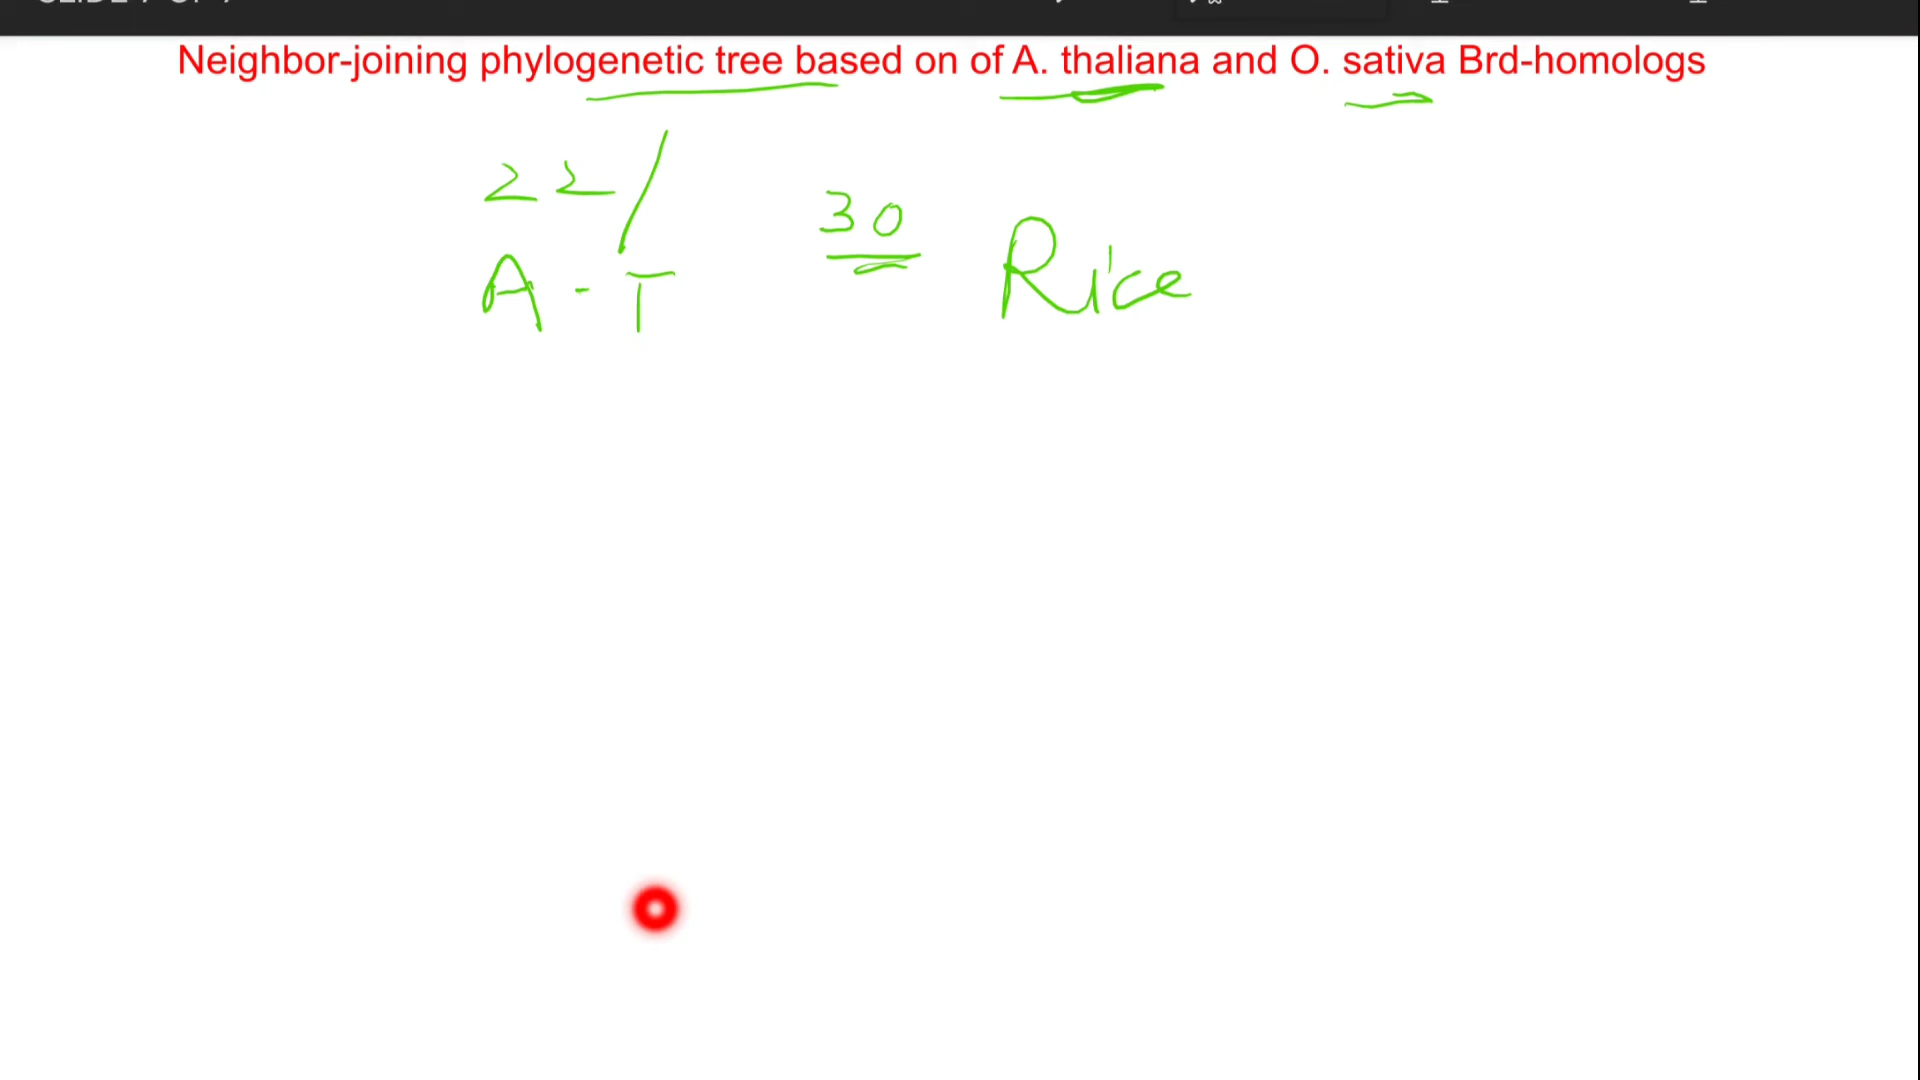 Neighbor-joining phylogenetic tree based on of A. thaliana and O. sativa Brd-homologs
22/
30
A - T
Rice